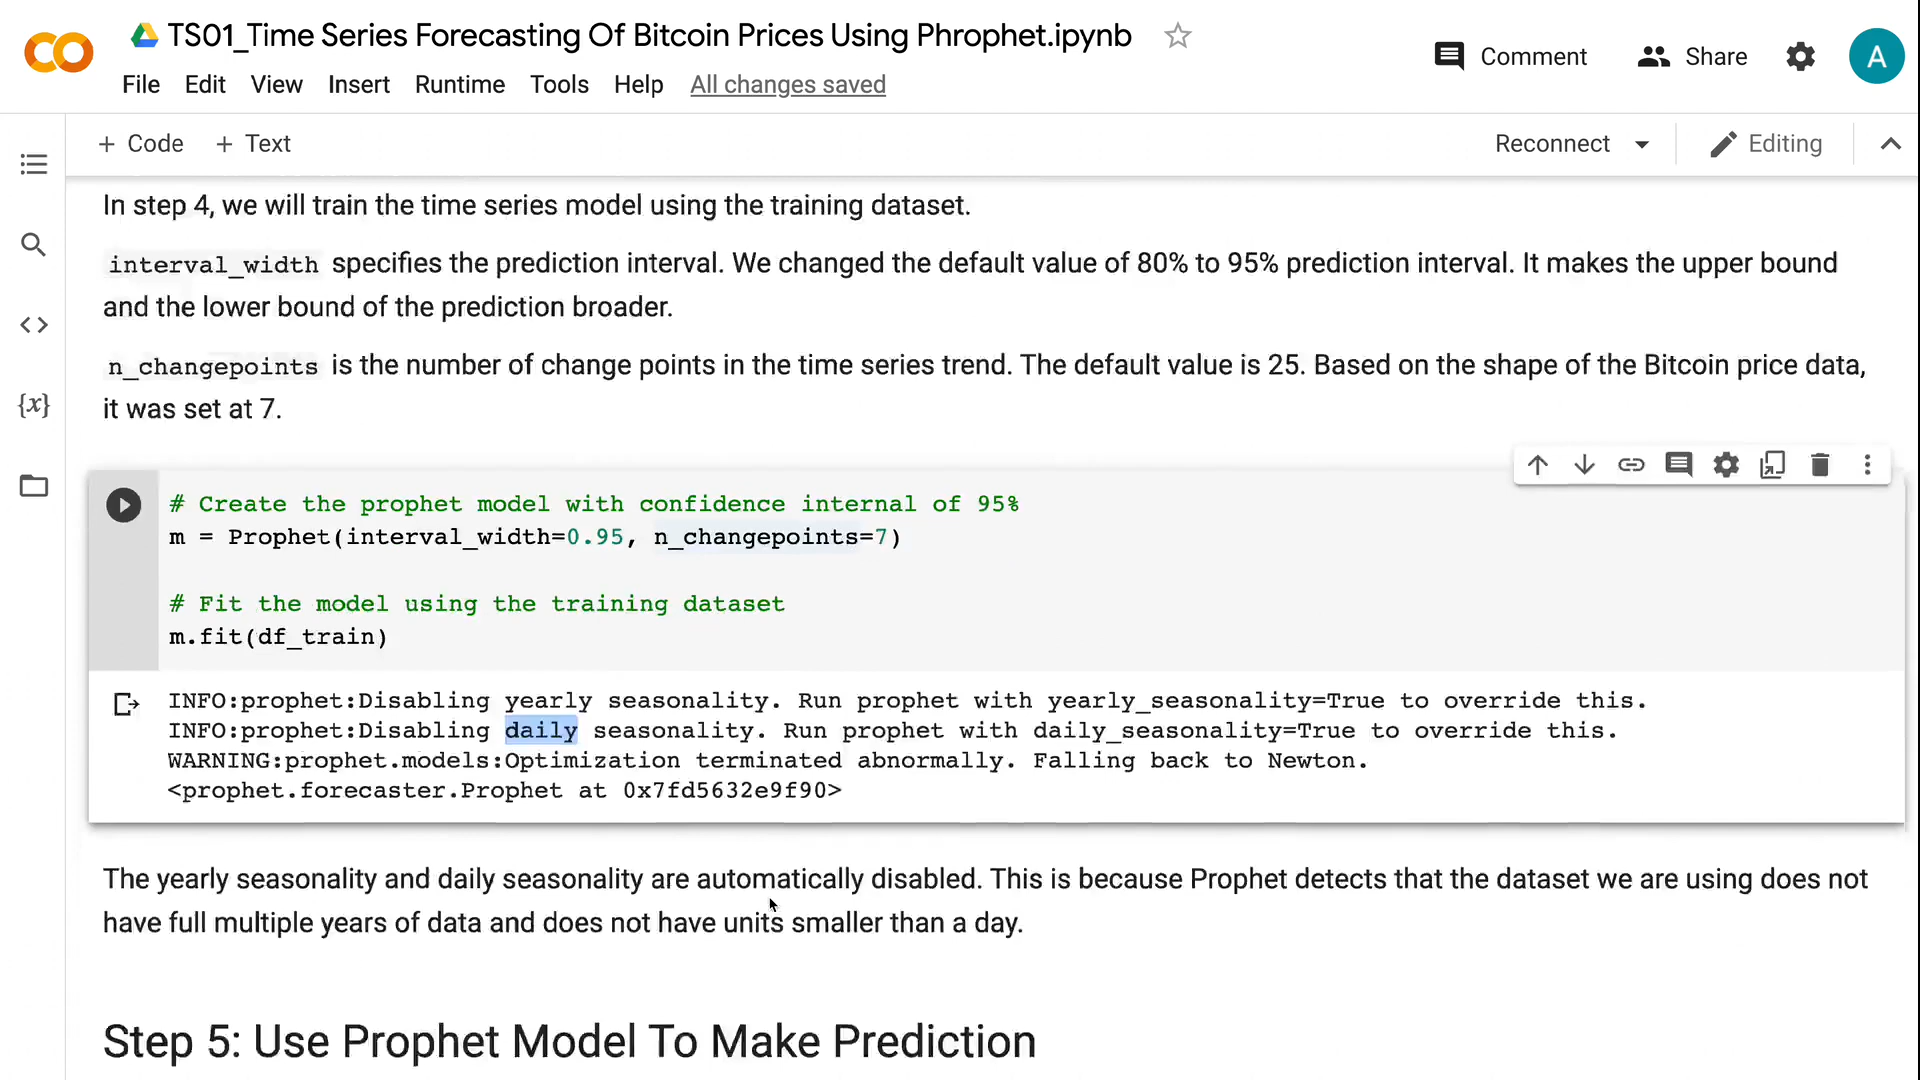 TS01_Time Series Forecasting Of Bitcoin Prices Using Phrophet.ipynb
File Edit View Insert Runtime Tools Help All changes saved
Comment Share A
+ Code + Text
Reconnect Editing
In step 4, we will train the time series model using the training dataset.
interval_width specifies the prediction interval. We changed the default value of 80% to 95% prediction interval. It makes the upper bound
and the lower bound of the prediction broader.
n_changepoints is the number of change points in the time series trend. The default value is 25. Based on the shape of the Bitcoin price data,
it was set at 7.
# Create the prophet model with confidence internal of 95%
m = Prophet(interval_width=0.95, n_changepoints=7)
# Fit the model using the training dataset
m.fit(df_train)
INFO:prophet:Disabling yearly seasonality. Run prophet with yearly_seasonality=True to override this.
INFO:prophet:Disabling daily seasonality. Run prophet with daily_seasonality=True to override this.
WARNING:prophet.models:Optimization terminated abnormally. Falling back to Newton.
<prophet.forecaster.Prophet at 0x7fd5632e9f90>
The yearly seasonality and daily seasonality are automatically disabled. This is because Prophet detects that the dataset we are using does not
have full multiple years of data and does not have units smaller than a day.
Step 5: Use Prophet Model To Make Prediction